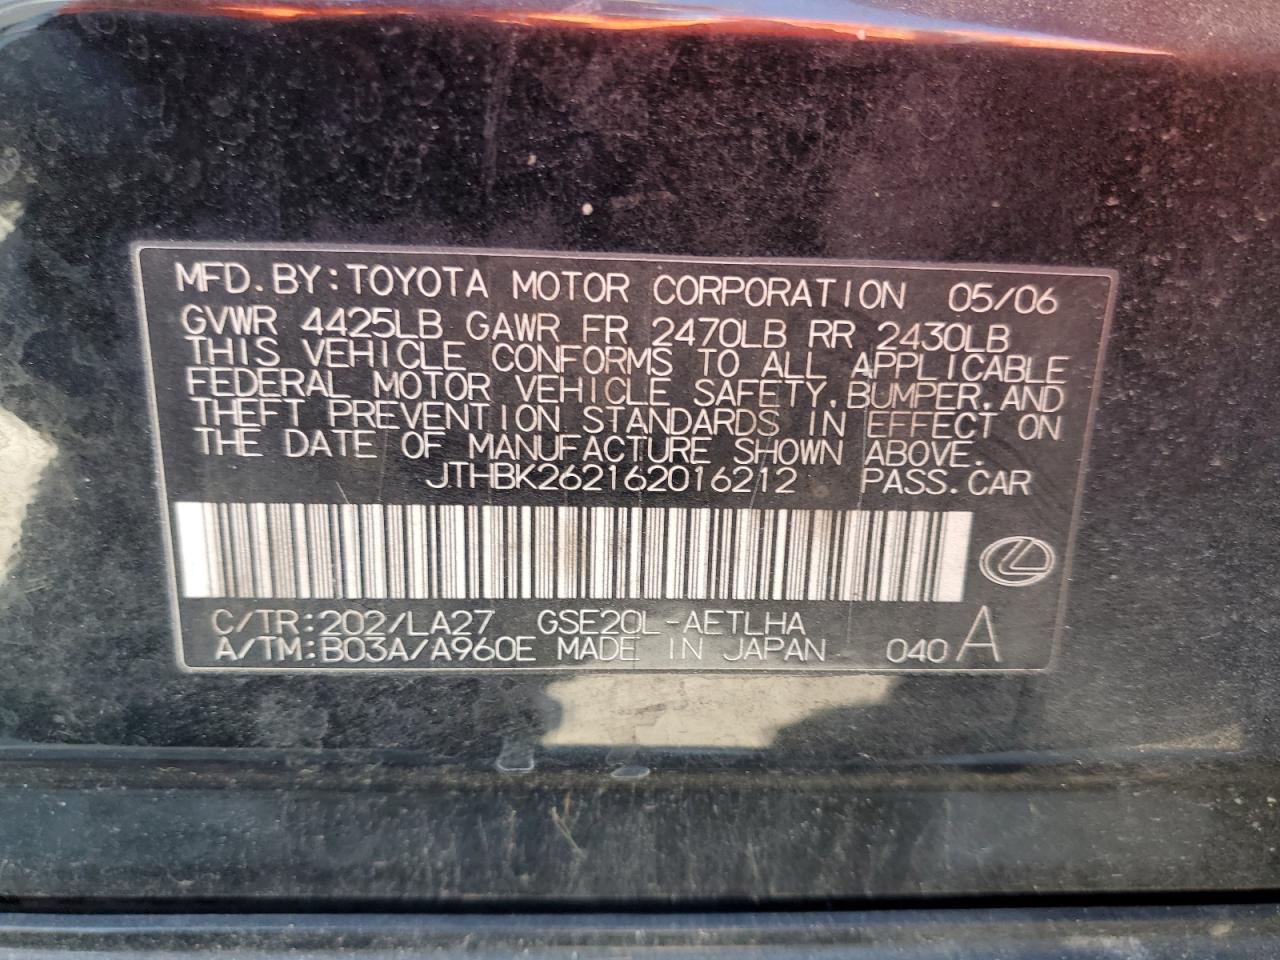 MFD. BY: TOYOTA MOTOR CORPORATION 05/06
GVWR 4425LB GAWR FR 2470LB RR 2430LB
THIS VEHICLE CONFORMS TO ALL APPLICABLE
FEDERAL MOTOR VEHICLE SAFETY, BUMPER, AND
THEFT PREVENTION STANDARDS IN EFFECT ON
THE DATE OF MANUFACTURE SHOWN ABOVE.
JTHBK262162016212 PASS. CAR
C/TR: 202/LA27 GSE20L-AETLHA
A/TM: B03A/A960E MADE IN JAPAN 040 A